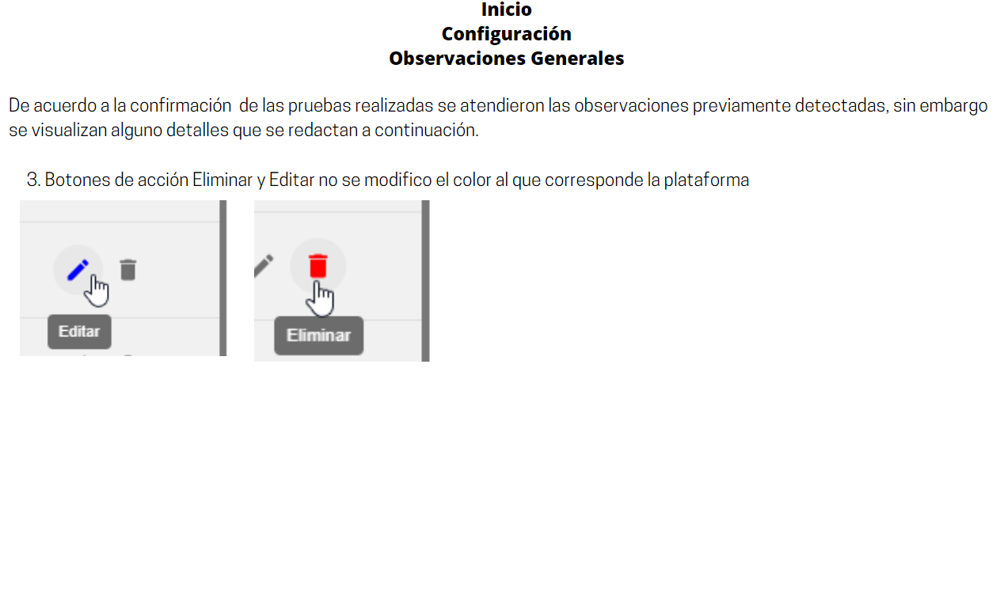 Inicio
Configuración
Observaciones Generales
De acuerdo a la confirmación de las pruebas realizadas se atendieron las observaciones previamente detectadas, sin embargo
se visualizan alguno detalles que se redactan a continuación.
3. Botones de acción Eliminar y Editar no se modifico el color al que corresponde la plataforma
Editar
Eliminar